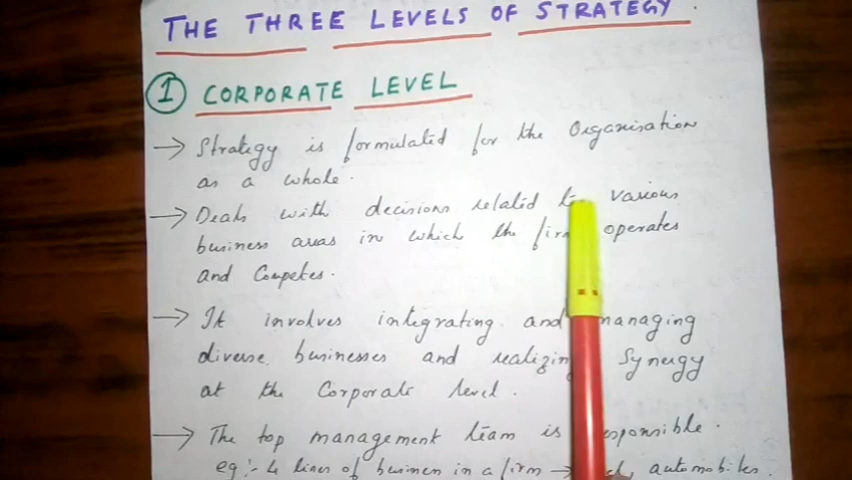 THE THREE LEVELS OF STRATEGY.
1 CORPORATE LEVEL
→ Strategy is formulated for the Organisation
as a whole.
→ Deals with decisions related various
business areas in which the operates
and Competes.
→ It involves integrating and managing
diverse businesses and realizing Synergy
at the Corporate level.
→ The top management team is responsible.
eg:- 4 lines of business in a firm → automobiles.